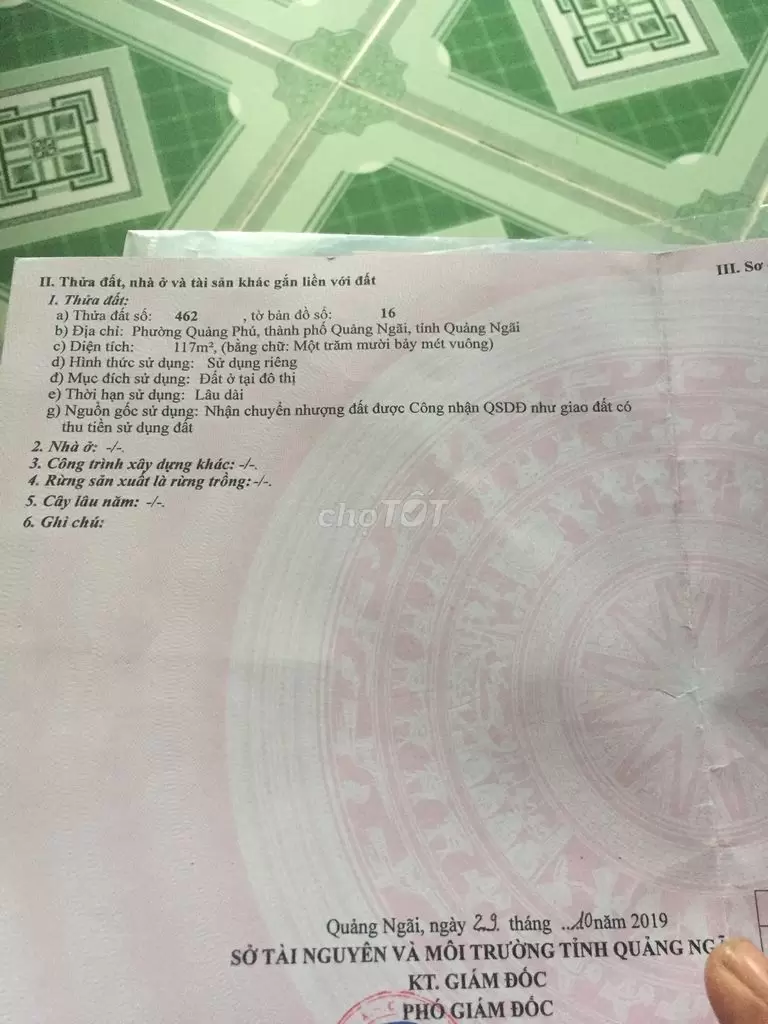 II. Thửa đất, nhà ở và tài sản khác gắn liền với đất
III. Sơ
1. Thửa đất:
a) Thửa đất số: 462 , tờ bản đồ số: 16
b) Địa chỉ: Phường Quảng Phú, thành phố Quảng Ngãi, tỉnh Quảng Ngãi
c) Diện tích: 117m², (bằng chữ: Một trăm mười bảy mét vuông)
d) Hình thức sử dụng: Sử dụng riêng
đ) Mục đích sử dụng: Đất ở tại đô thị
e) Thời hạn sử dụng: Lâu dài
g) Nguồn gốc sử dụng: Nhận chuyển nhượng đất được Công nhận QSDĐ như giao đất có
thu tiền sử dụng đất
2. Nhà ở: -/-.
3. Công trình xây dựng khác: -/-.
4. Rừng sản xuất là rừng trồng: -/-.
5. Cây lâu năm: -/-.
6. Ghi chú:
chợTỐT
Quảng Ngãi, ngày 29. tháng ..10 năm 2019
SỞ TÀI NGUYÊN VÀ MÔI TRƯỜNG TỈNH QUẢNG NGÃ
KT. GIÁM ĐỐC
PHÓ GIÁM ĐỐC